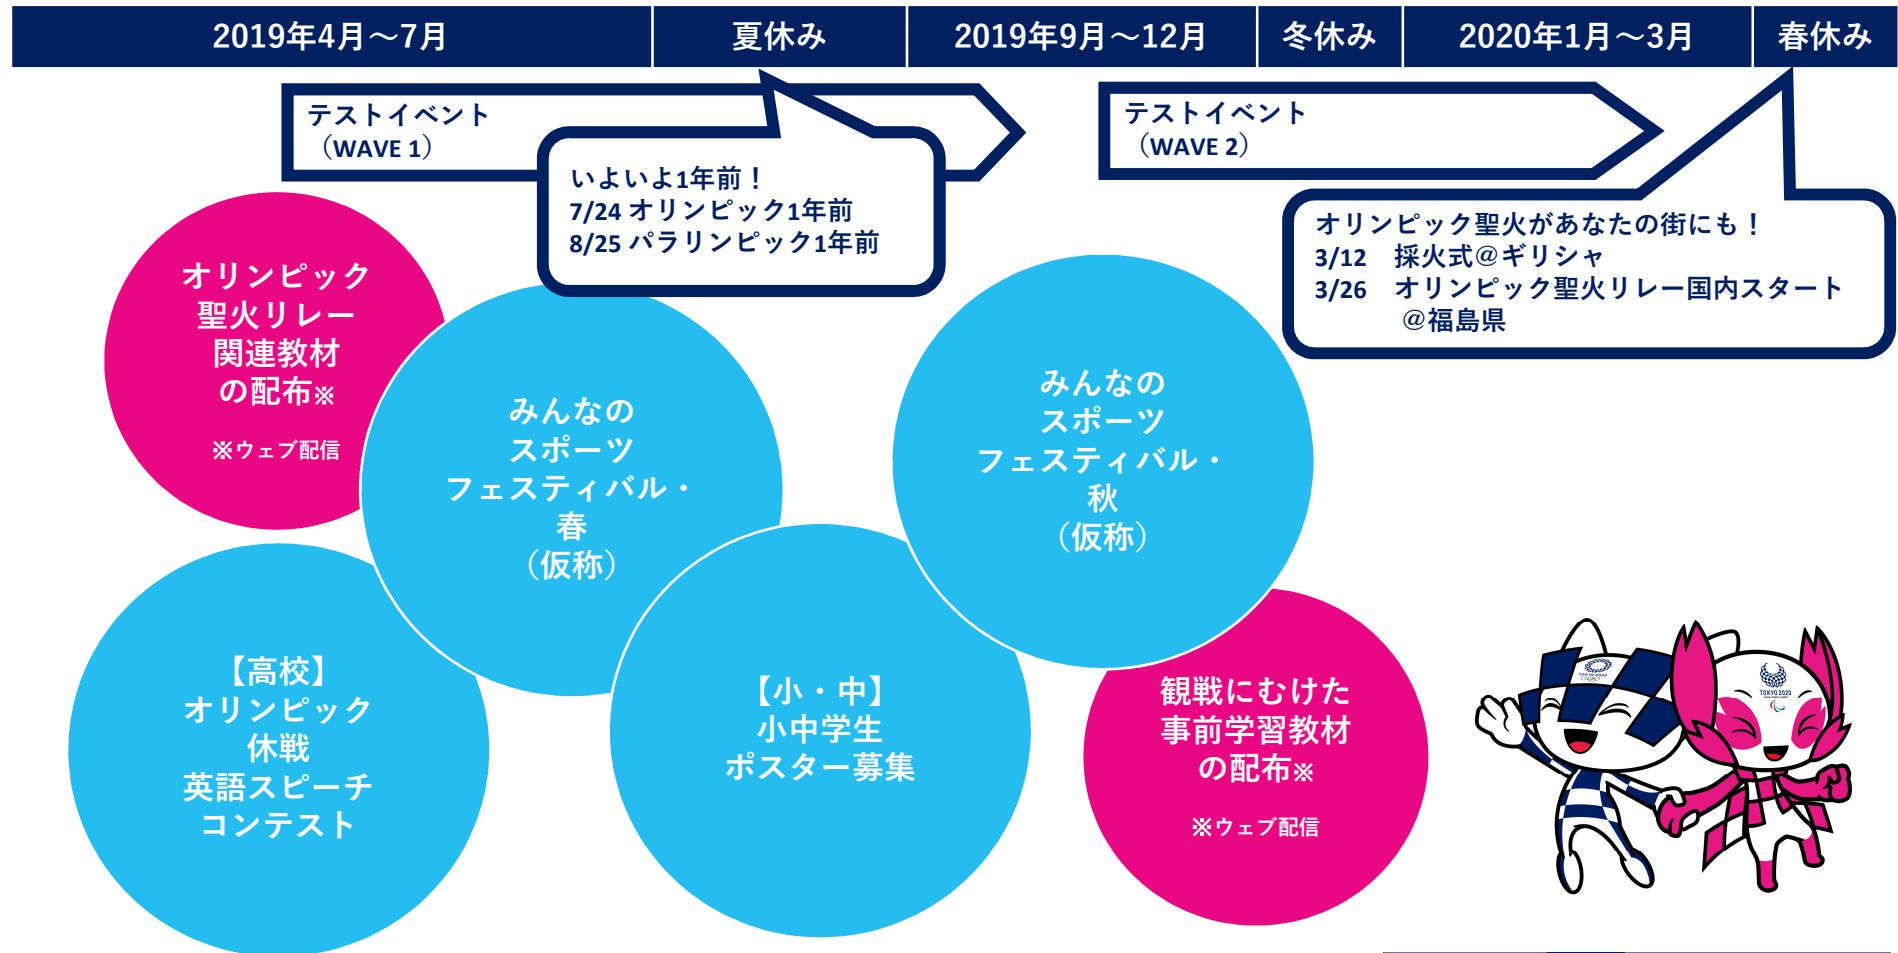 2019年4月～7月
夏休み
2019年9月～12月
冬休み
2020年1月～3月
春休み
テストイベント
（WAVE 1）
テストイベント
（WAVE 2）
いよいよ1年前！
7/24 オリンピック1年前
8/25 パラリンピック1年前
オリンピック聖火があなたの街にも！
3/12　採火式@ギリシャ
3/26　オリンピック聖火リレー国内スタート
@福島県
オリンピック
聖火リレー
関連教材
の配布※
※ウェブ配信
みんなの
スポーツ
フェスティバル・
春
（仮称）
みんなの
スポーツ
フェスティバル・
秋
（仮称）
【高校】
オリンピック
休戦
英語スピーチ
コンテスト
【小・中】
小中学生
ポスター募集
観戦にむけた
事前学習教材
の配布※
※ウェブ配信
TOKYO 2020
TOKYO 2020